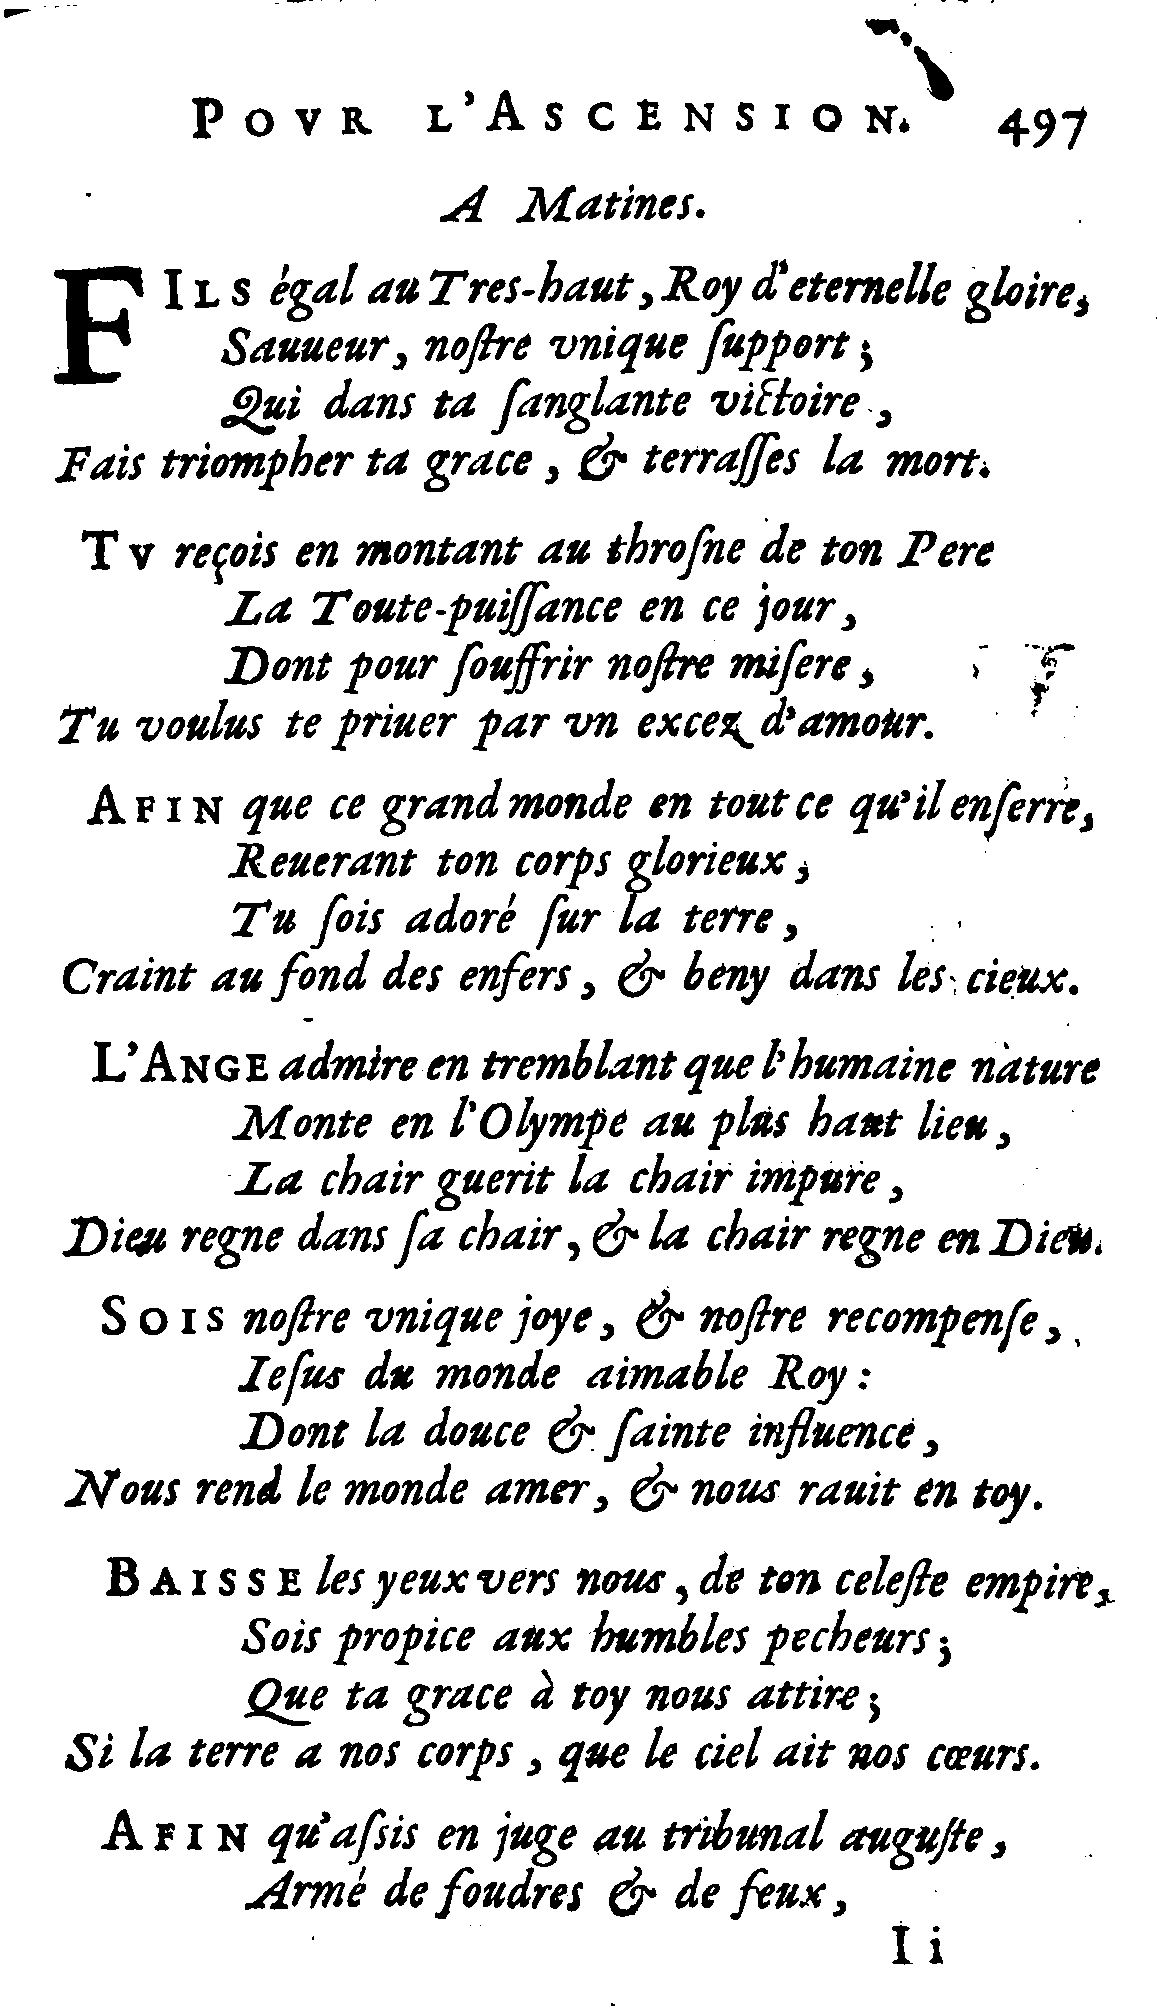 POVR L'ASCENSION. 497
A Matines.
FILS égal au Tres-haut, Roy d'eternelle gloire,
Sauueur, noſtre vnique ſupport;
Qui dans ta ſanglante victoire,
Fais triompher ta grace, & terraſſes la mort.
TV reçois en montant au throſne de ton Pere
La Toute-puiſſance en ce jour,
Dont pour ſouffrir noſtre miſere,
Tu voulus te priuer par vn excez d'amour.
AFIN que ce grand monde en tout ce qu'il enſerre,
Reuerant ton corps glorieux,
Tu ſois adoré ſur la terre,
Craint au fond des enfers, & beny dans les cieux.
L'ANGE admire en tremblant que l'humaine nature
Monte en l'Olympe au plus haut lieu,
La chair guerit la chair impure,
Dieu regne dans ſa chair, & la chair regne en Dieu.
SOIS noſtre vnique joye, & noſtre recompenſe,
Ieſus du monde aimable Roy:
Dont la douce & ſainte influence,
Nous rend le monde amer, & nous rauit en toy.
BAISSE les yeux vers nous, de ton celeſte empire,
Sois propice aux humbles pecheurs;
Que ta grace à toy nous attire;
Si la terre a nos corps, que le ciel ait nos cœurs.
AFIN qu'aſsis en juge au tribunal auguſte,
Armé de foudres & de feux,
Ii